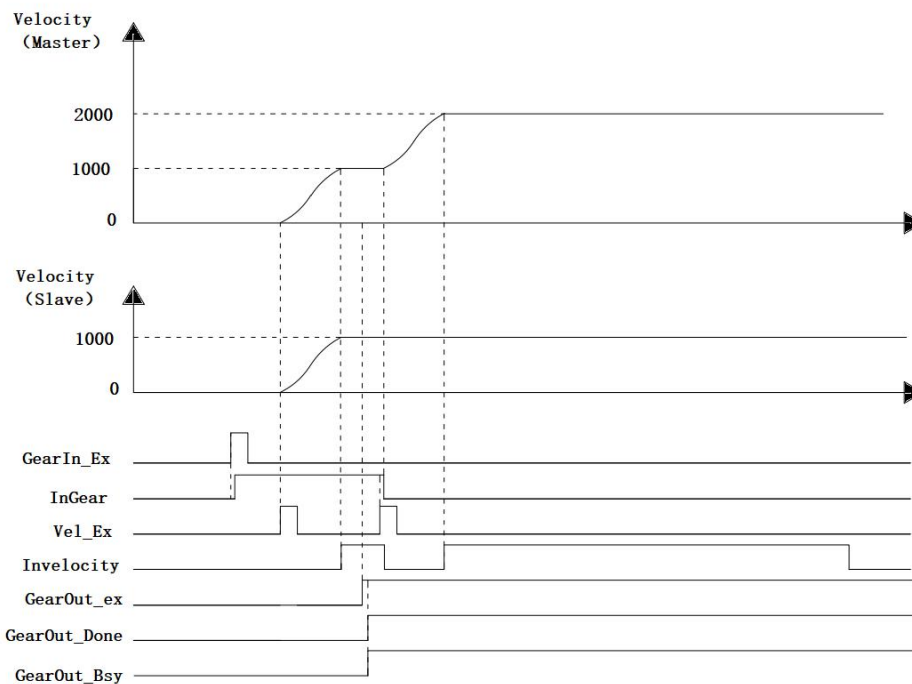 Velocity
(Master)
2000
1000
0
Velocity
(Slave)
1000
0
GearIn_Ex
InGear
Vel_Ex
Invelocity
GearOut_ex
GearOut_Done
GearOut_Bsy